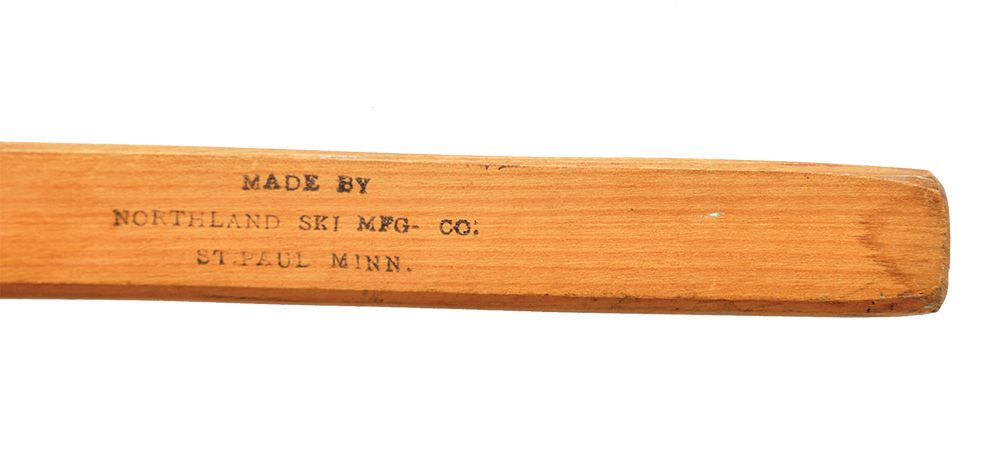 MADE BY
NORTHLAND SKI MFG- CO.
ST. PAUL MINN.